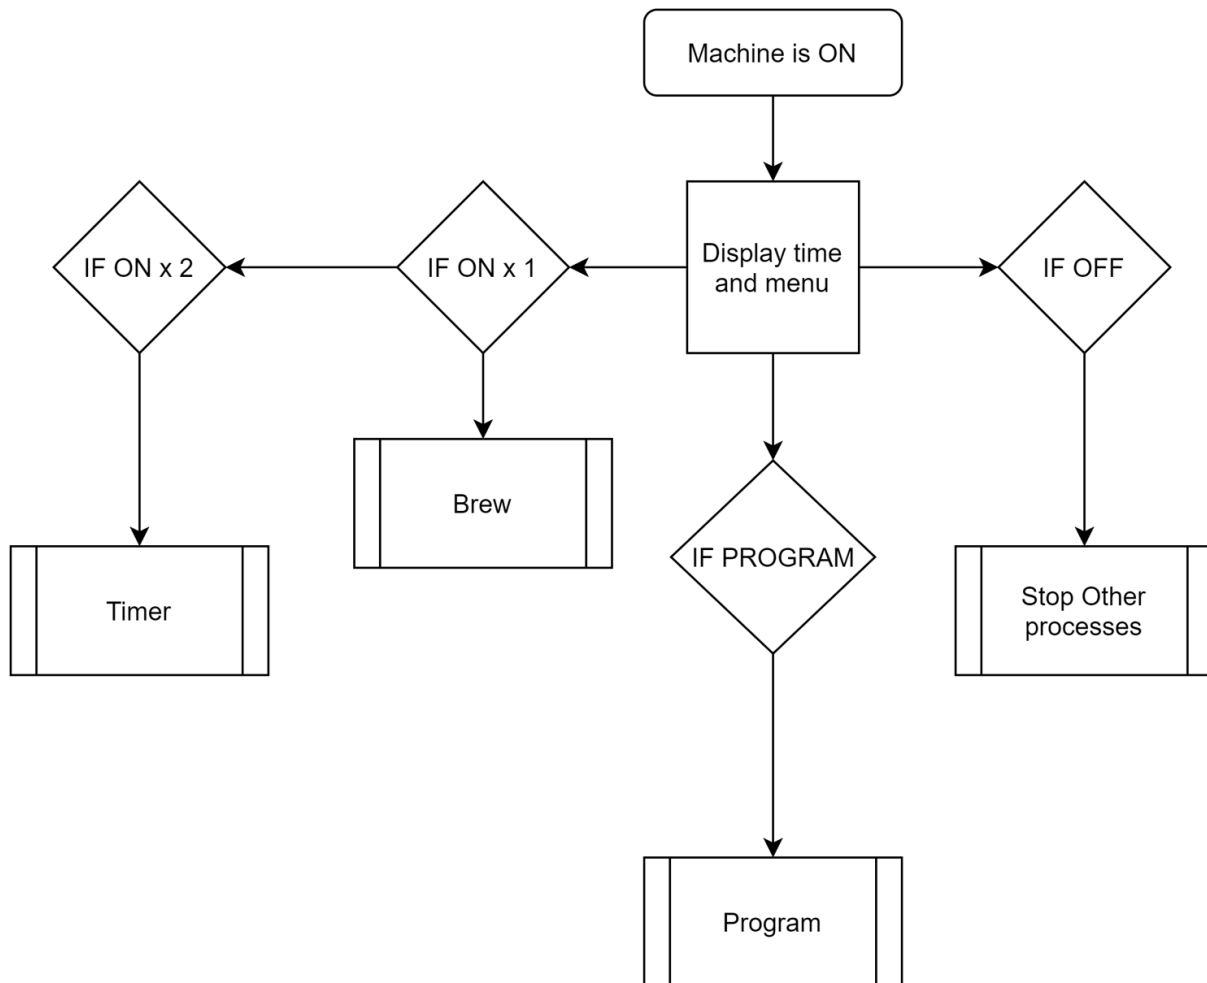 Machine is ON
IF ON x 2
IF ON x 1
Display time
and menu
IF OFF
Brew
IF PROGRAM
Timer
Stop Other
processes
Program